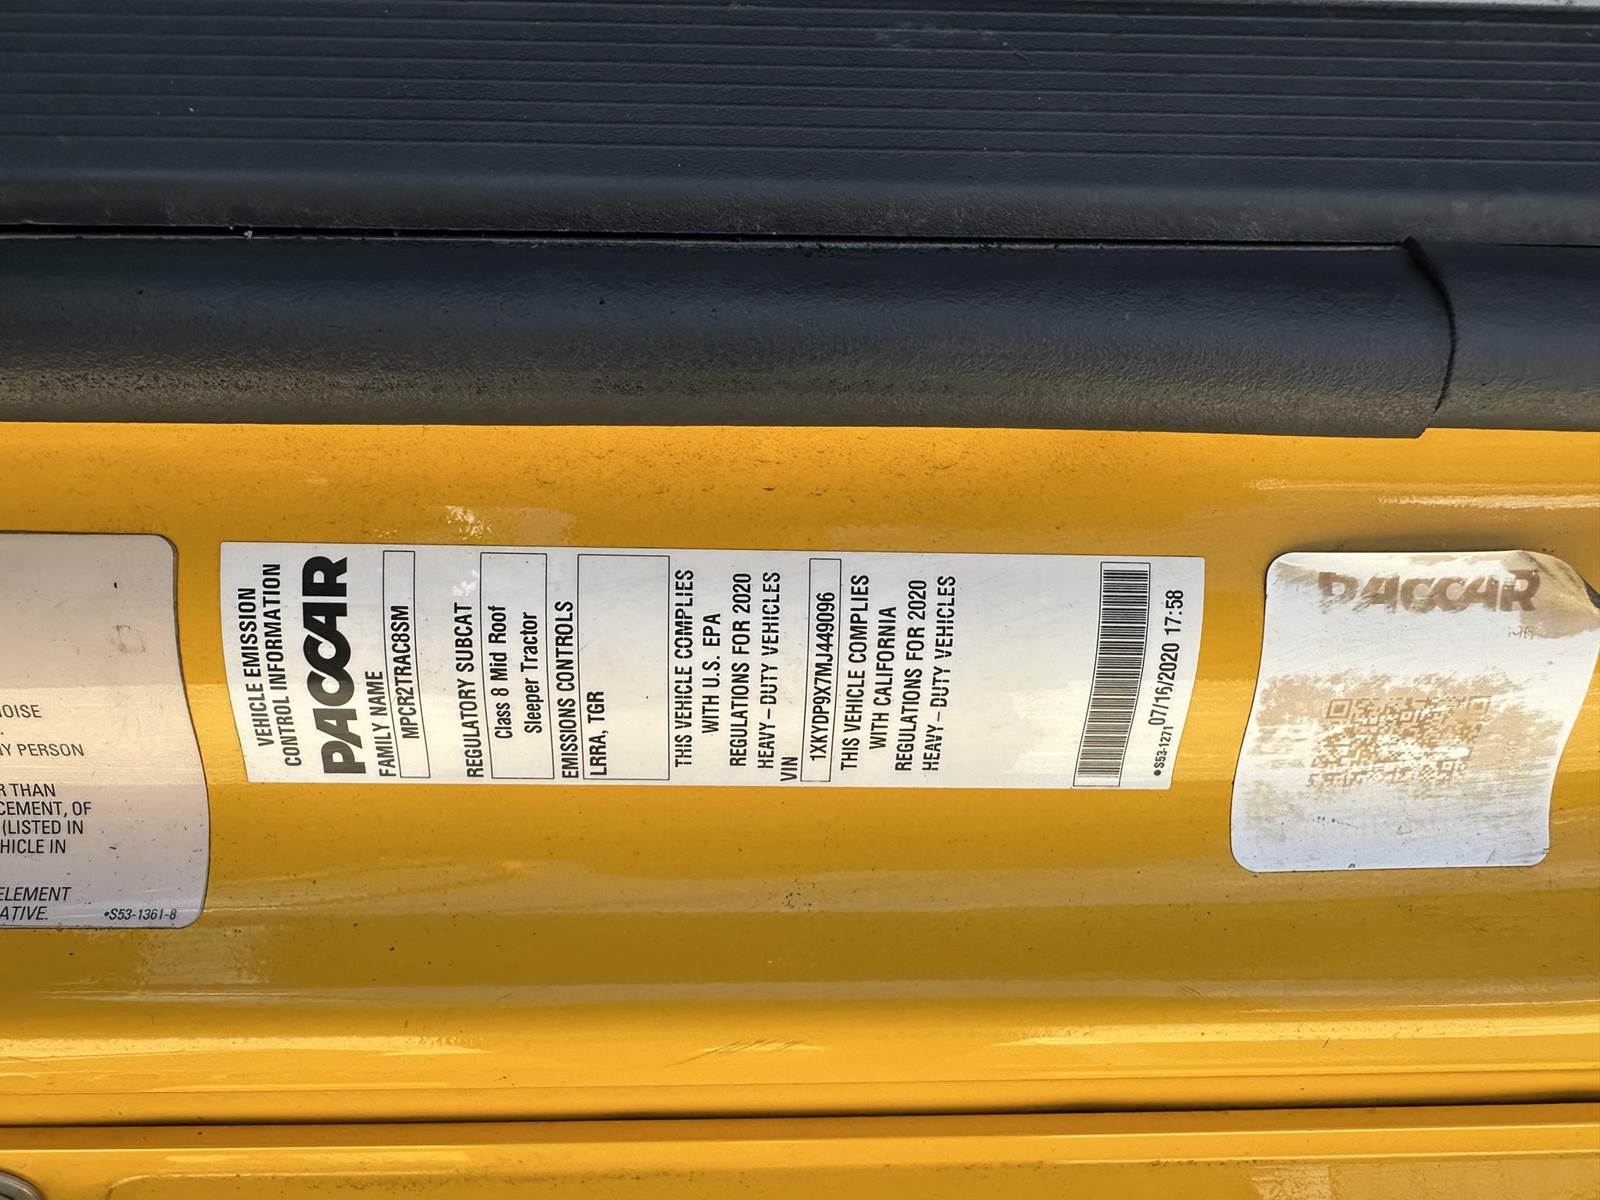 OISE
Y PERSON
R THAN
CEMENT, OF
(LISTED IN
HICLE IN
ELEMENT
ATIVE.
•S53-1361-8
VEHICLE EMISSION
CONTROL INFORMATION
PACCAR
FAMILY NAME
MPCR2TRAC8SM
REGULATORY SUBCAT
Class 8 Mid Roof
Sleeper Tractor
EMISSIONS CONTROLS
LRRA, TGR
THIS VEHICLE COMPLIES
WITH U.S. EPA
REGULATIONS FOR 2020
HEAVY-DUTY VEHICLES
VIN
1XKYDP9X7MJ449096
THIS VEHICLE COMPLIES
WITH CALIFORNIA
REGULATIONS FOR 2020
HEAVY-DUTY VEHICLES
•S53-1271 07/16/2020 17:58
PACCAR